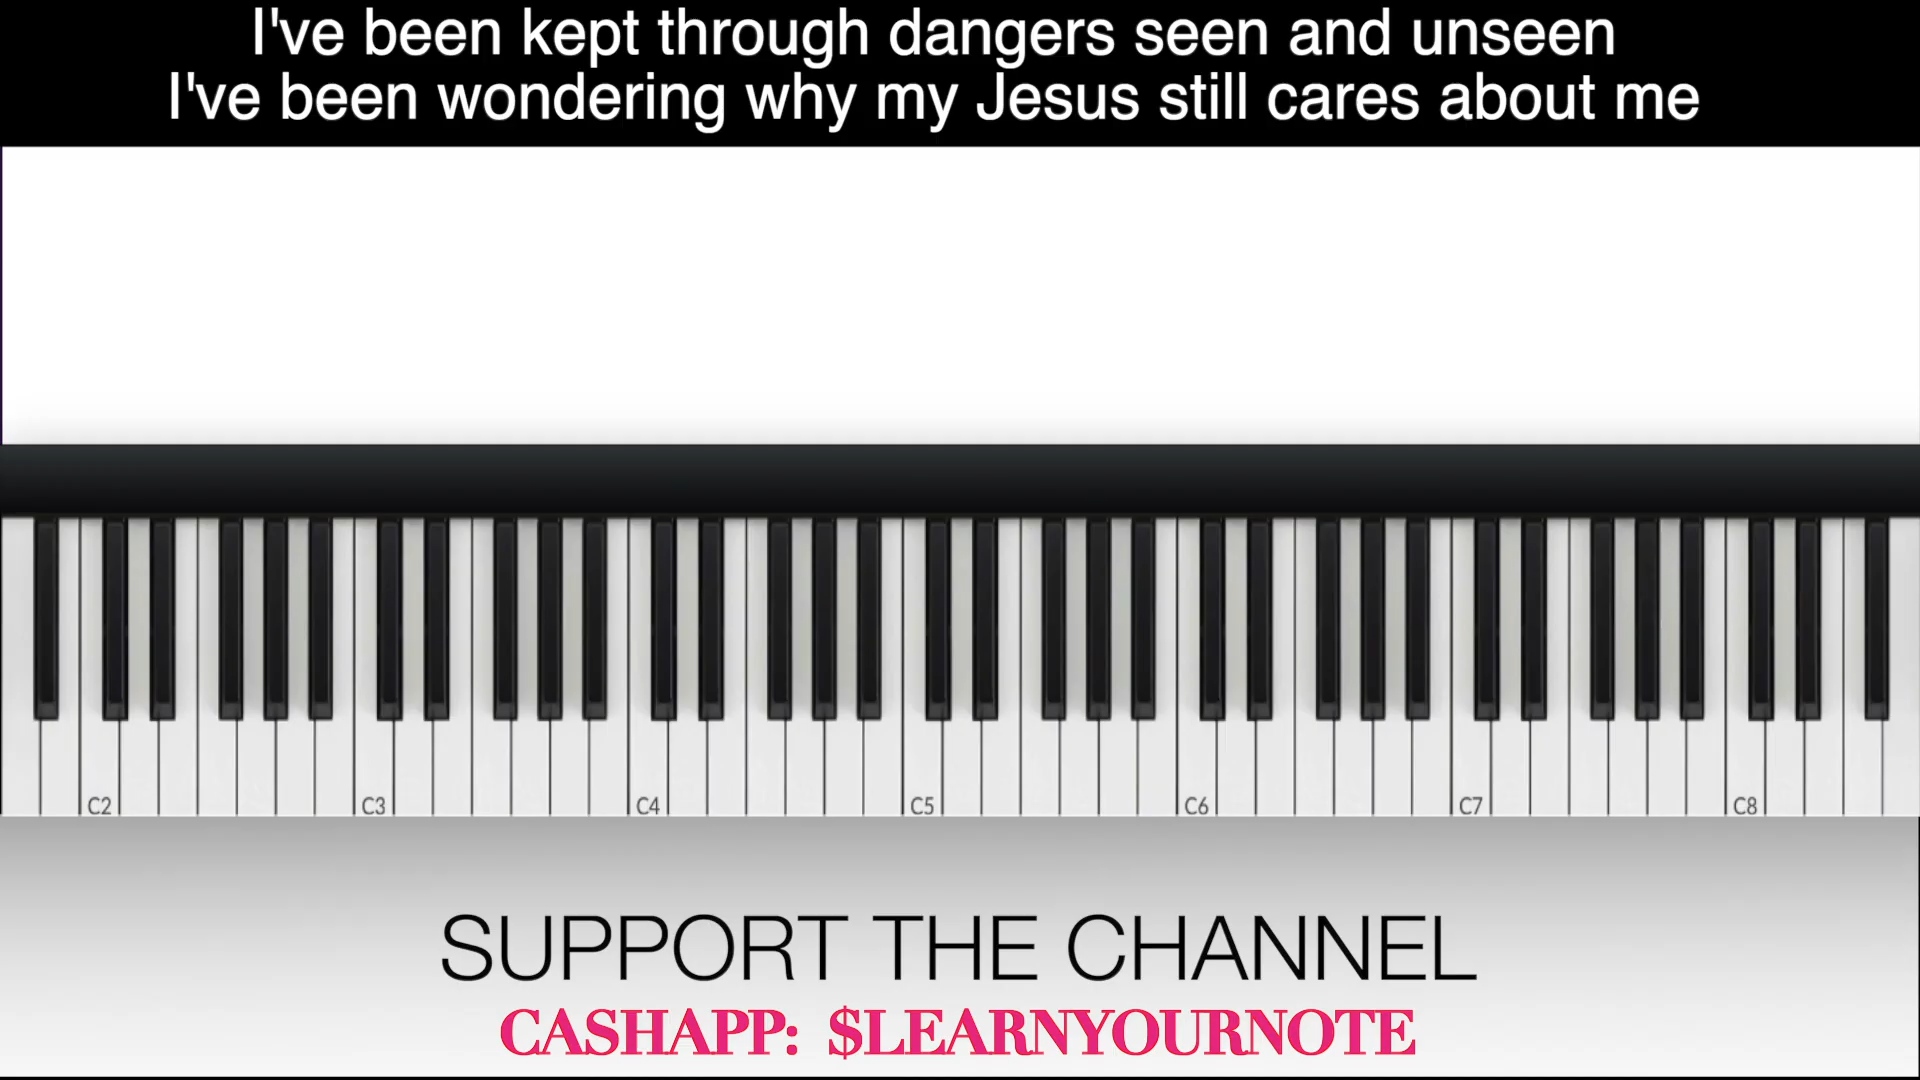 I've been kept through dangers seen and unseen
I've been wondering why my Jesus still cares about me
C2 C3 C4 C5 C6 C7 C8
SUPPORT THE CHANNEL
CASHAPP: $LEARNYOURNOTE